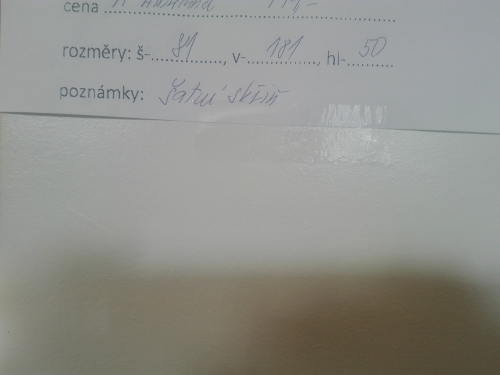 cena
rozměry: š- 81, v- 181, hl- 50
poznámky: Šatní skříň